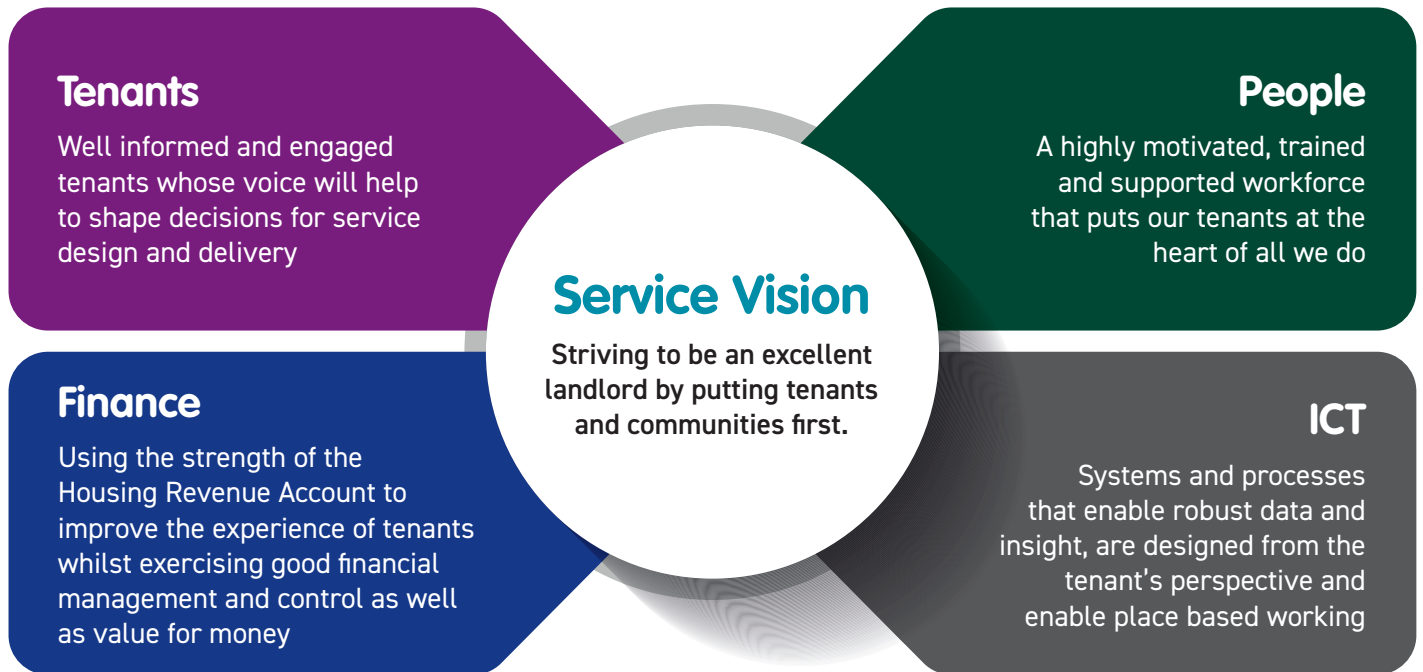 Tenants
Well informed and engaged
tenants whose voice will help
to shape decisions for service
design and delivery
People
A highly motivated, trained
and supported workforce
that puts our tenants at the
heart of all we do
Service Vision
Striving to be an excellent
landlord by putting tenants
and communities first.
Finance
Using the strength of the
Housing Revenue Account to
improve the experience of tenants
whilst exercising good financial
management and control as well
as value for money
ICT
Systems and processes
that enable robust data and
insight, are designed from the
tenant's perspective and
enable place based working